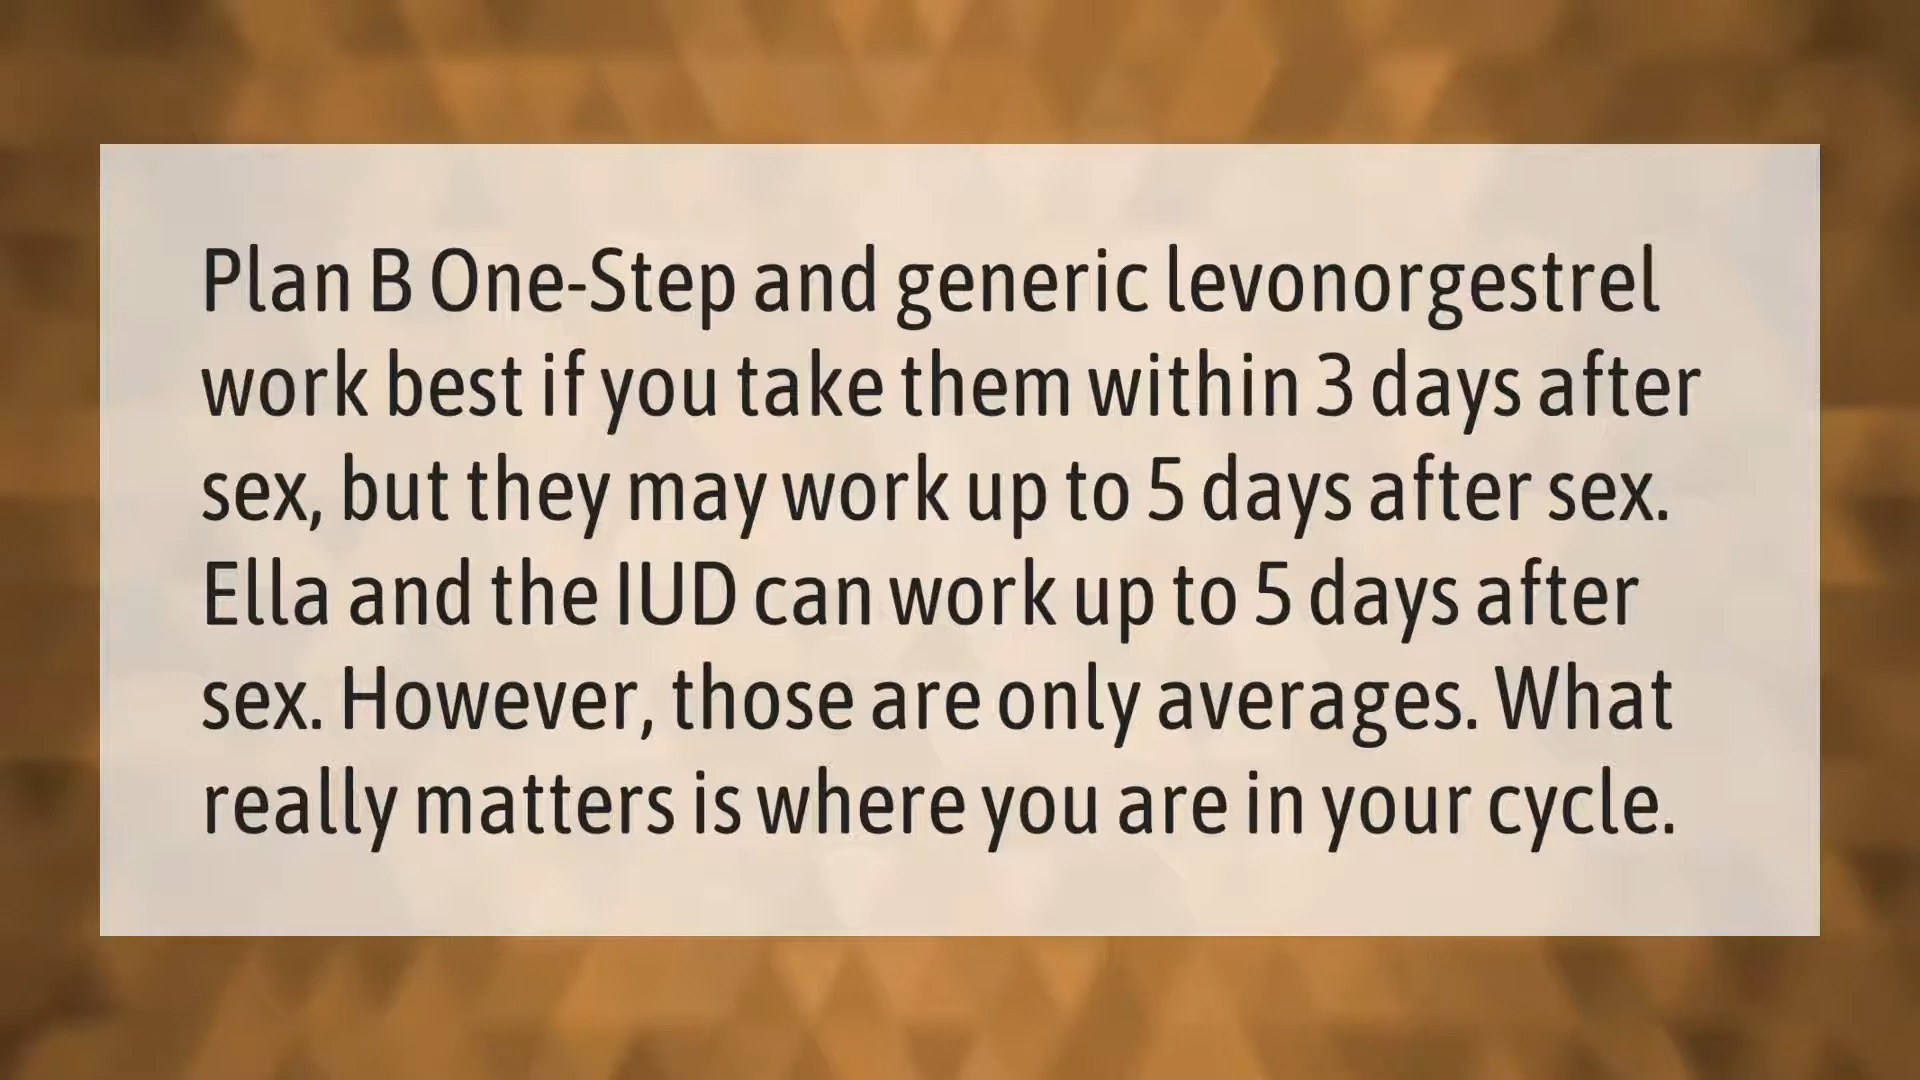 Plan B One-Step and generic levonorgestrel
work best if you take them within 3 days after
sex, but they may work up to 5 days after sex.
Ella and the IUD can work up to 5 days after
sex. However, those are only averages. What
really matters is where you are in your cycle.